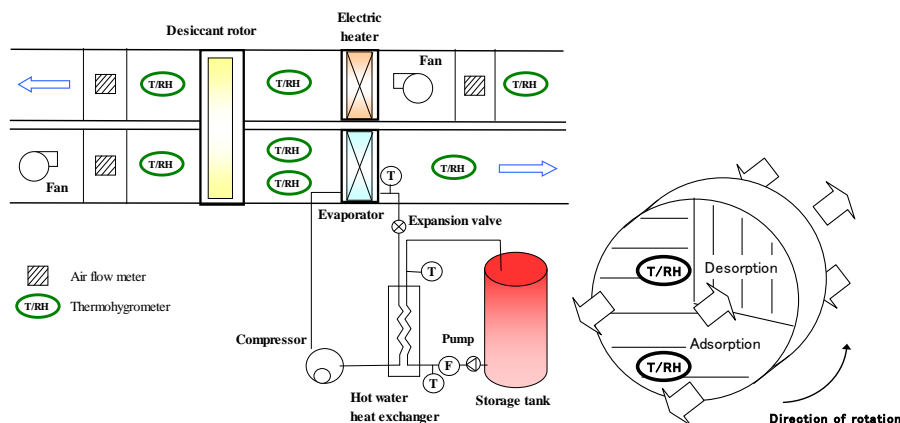 Desiccant rotor
Electric
heater
Fan
T/RH
T/RH
T/RH
T/RH
T/RH
T/RH
T/RH
Fan
T
Evaporator
Expansion valve
T
Air flow meter
T/RH
Thermohygrometer
Compressor
Pump
F
T
Hot water
heat exchanger
Storage tank
T/RH
Desorption
Adsorption
T/RH
Direction of rotation